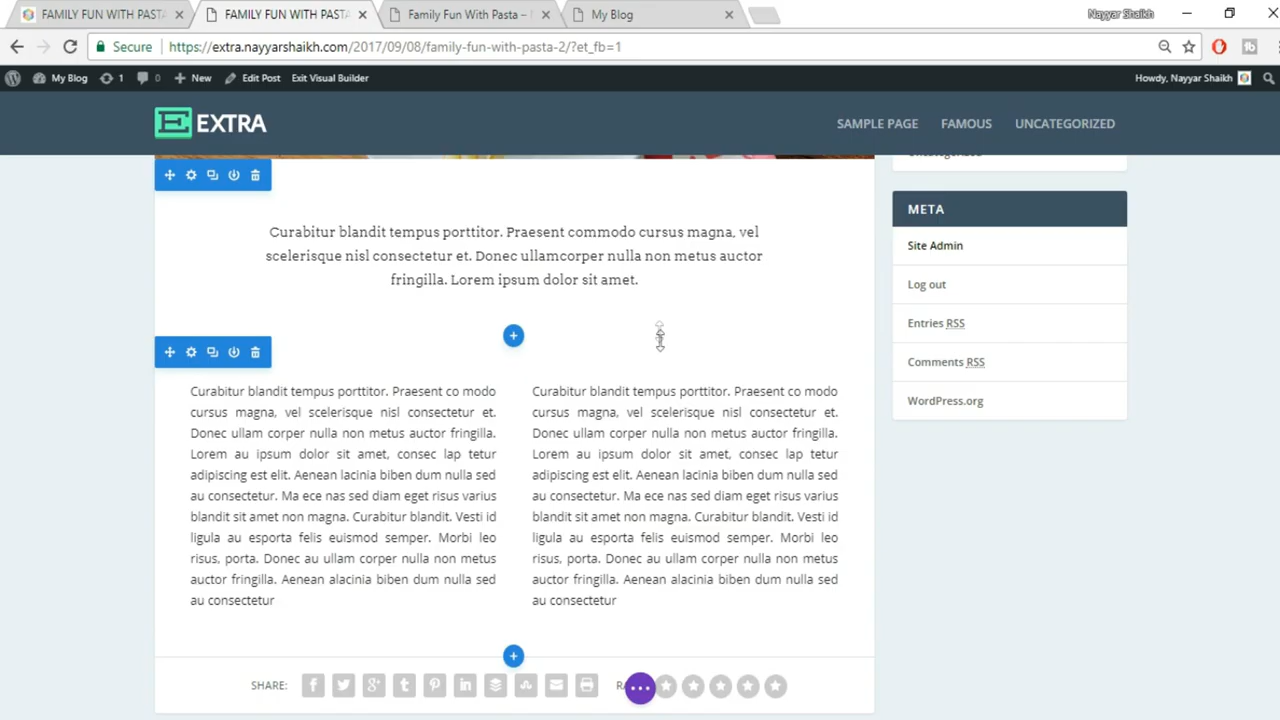 FAMILY FUN WITH PASTA
FAMILY FUN WITH PASTA
Family Fun With Pasta –
My Blog
Nayyar Shaikh
Secure
https://extra.nayyarshaikh.com/2017/09/08/family-fun-with-pasta-2/?et_fb=1
My Blog
1
0
New
Edit Post
Exit Visual Builder
Howdy, Nayyar Shaikh
EXTRA
SAMPLE PAGE
FAMOUS
UNCATEGORIZED
Curabitur blandit tempus porttitor. Praesent commodo cursus magna, vel
scelerisque nisl consectetur et. Donec ullamcorper nulla non metus auctor
fringilla. Lorem ipsum dolor sit amet.
Curabitur blandit tempus porttitor. Praesent co modo
cursus magna, vel scelerisque nisl consectetur et.
Donec ullam corper nulla non metus auctor fringilla.
Lorem au ipsum dolor sit amet, consec lap tetur
adipiscing est elit. Aenean lacinia biben dum nulla sed
au consectetur. Ma ece nas sed diam eget risus varius
blandit sit amet non magna. Curabitur blandit. Vesti id
ligula au esporta felis euismod semper. Morbi leo
risus, porta. Donec au ullam corper nulla non metus
auctor fringilla. Aenean alacinia biben dum nulla sed
au consectetur
Curabitur blandit tempus porttitor. Praesent co modo
cursus magna, vel scelerisque nisl consectetur et.
Donec ullam corper nulla non metus auctor fringilla.
Lorem au ipsum dolor sit amet, consec lap tetur
adipiscing est elit. Aenean lacinia biben dum nulla sed
au consectetur. Ma ece nas sed diam eget risus varius
blandit sit amet non magna. Curabitur blandit. Vesti id
ligula au esporta felis euismod semper. Morbi leo
risus, porta. Donec au ullam corper nulla non metus
auctor fringilla. Aenean alacinia biben dum nulla sed
au consectetur
SHARE:
META
Site Admin
Log out
Entries RSS
Comments RSS
WordPress.org